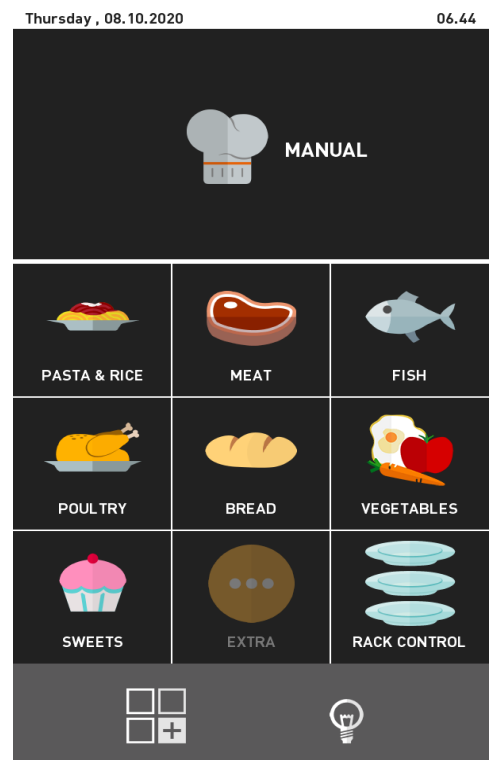 Thursday , 08.10.2020
06.44
MANUAL
PASTA & RICE
MEAT
FISH
POULTRY
BREAD
VEGETABLES
SWEETS
EXTRA
RACK CONTROL